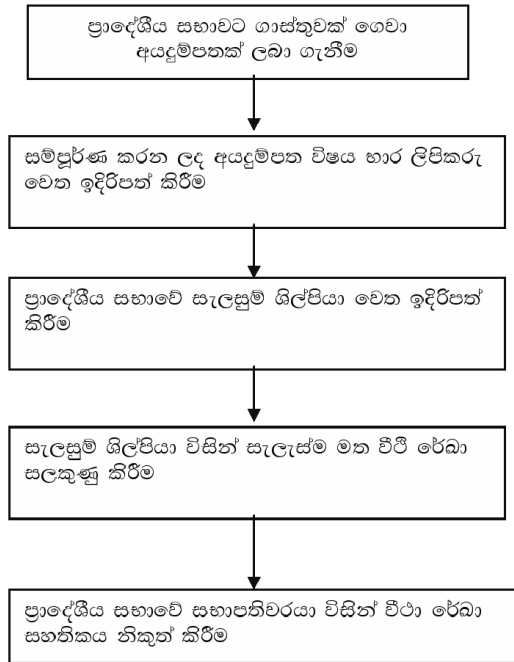 ප්‍රාදේශීය සභාවට ගාස්තුවක් ගෙවා
අයදුම්පතක් ලබා ගැනීම
සම්පූර්ණ කරන ලද අයදුම්පත විෂය භාර ලිපිකරු
වෙත ඉදිරිපත් කිරීම
ප්‍රාදේශීය සභාවේ සැලසුම් ශිල්පියා වෙත ඉදිරිපත්
කිරීම
සැලසුම් ශිල්පියා විසින් සැලැස්ම මත වීථි රේඛා
සලකුණු කිරීම
ප්‍රාදේශීය සභාවේ සභාපතිවරයා විසින් වීථා රේඛා
සහතිකය නිකුත් කිරීම